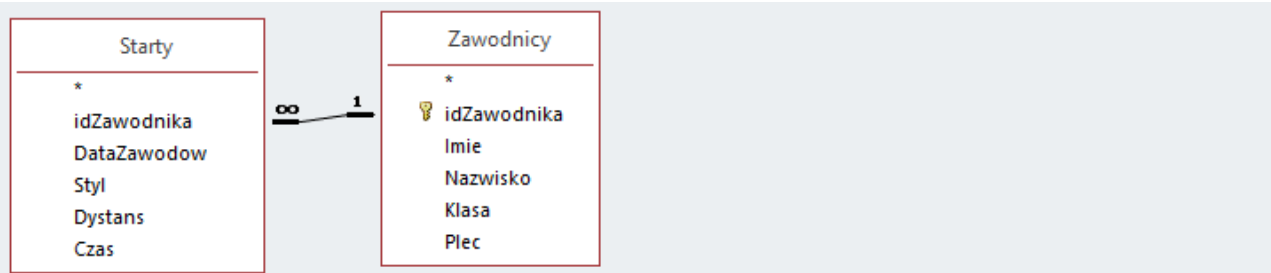 Starty
*
idZawodnika
DataZawodow
Styl
Dystans
Czas
∞ 1
Zawodnicy
*
idZawodnika
Imie
Nazwisko
Klasa
Plec